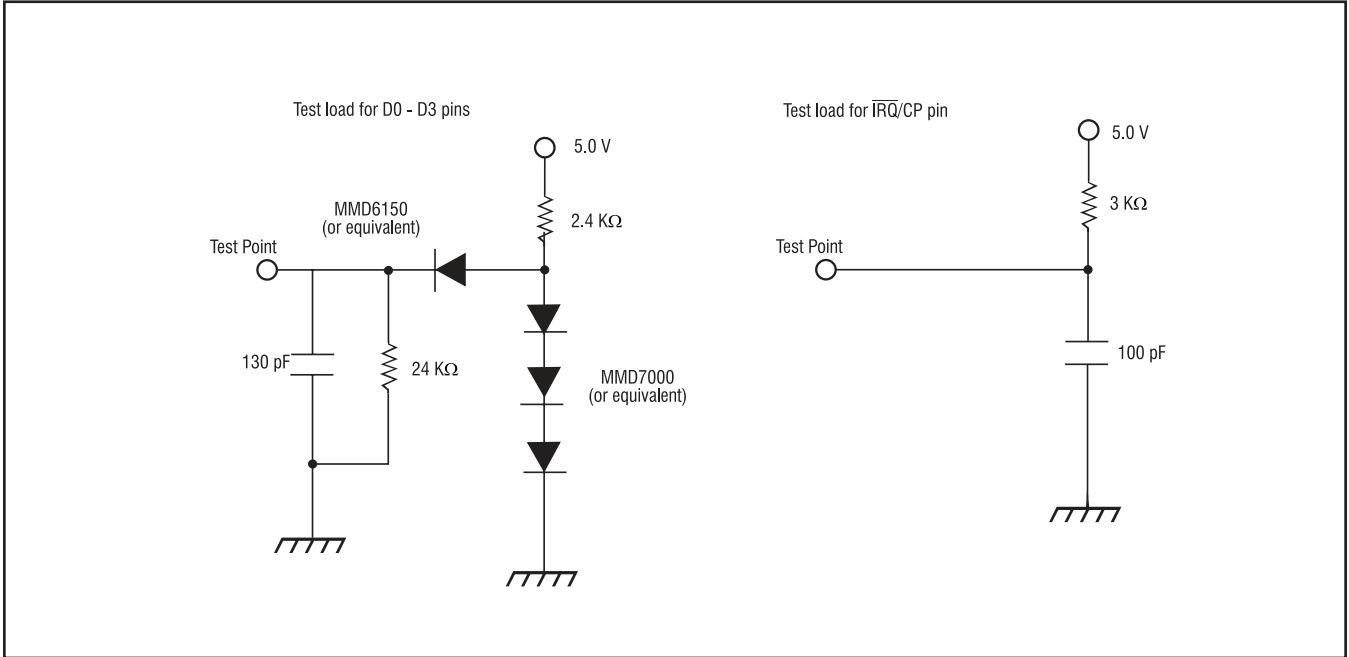 Test load for D0 - D3 pins
5.0 V
2.4 KΩ
MMD6150
(or equivalent)
Test Point
130 pF
24 KΩ
MMD7000
(or equivalent)
Test load for I̅R̅Q̅/CP pin
5.0 V
3 KΩ
Test Point
100 pF